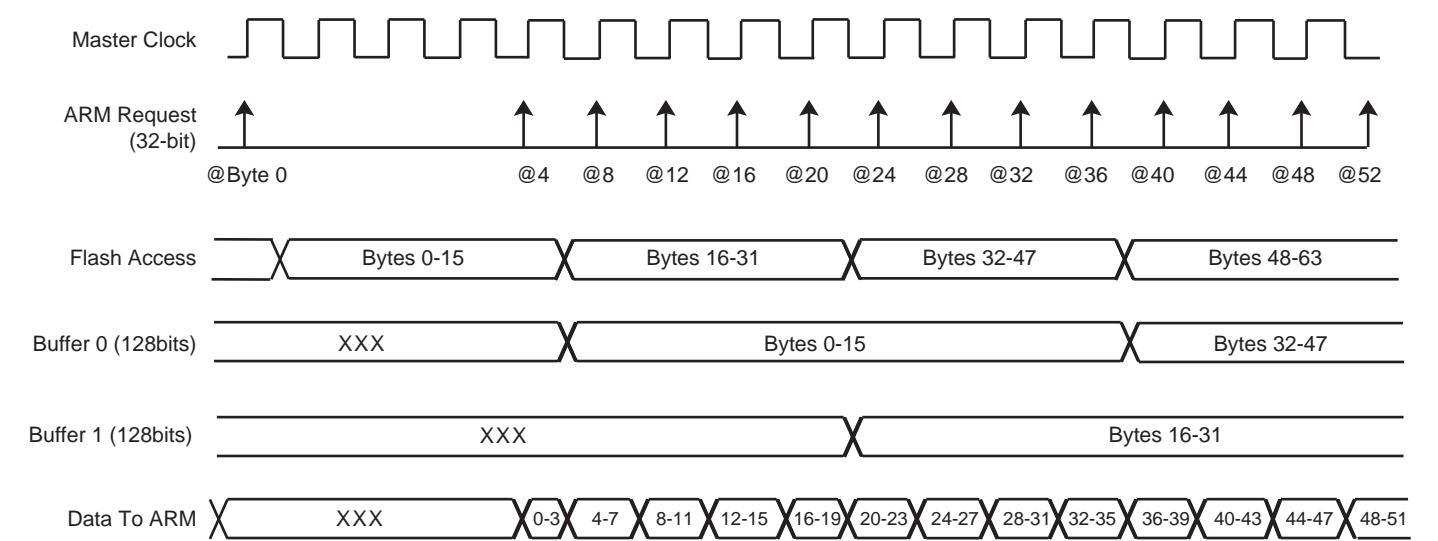 Master Clock
ARM Request
(32-bit)
@Byte 0 @4 @8 @12 @16 @20 @24 @28 @32 @36 @40 @44 @48 @52
Flash Access Bytes 0-15 Bytes 16-31 Bytes 32-47 Bytes 48-63
Buffer 0 (128bits) XXX Bytes 0-15 Bytes 32-47
Buffer 1 (128bits) XXX Bytes 16-31
Data To ARM XXX 0-3 4-7 8-11 12-15 16-19 20-23 24-27 28-31 32-35 36-39 40-43 44-47 48-51